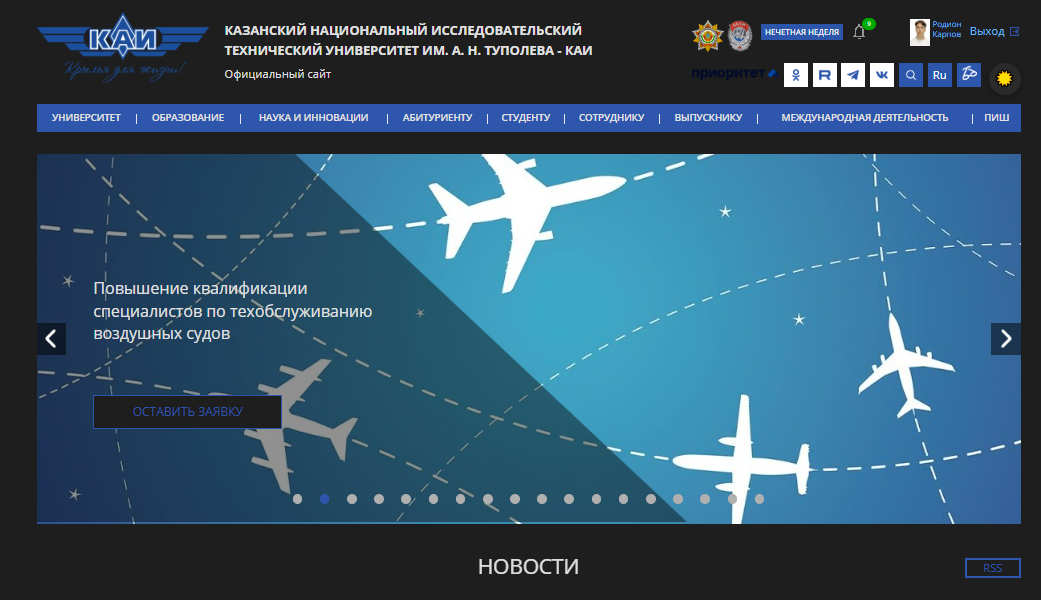 КАИ
Крылья для жизни!
КАЗАНСКИЙ НАЦИОНАЛЬНЫЙ ИССЛЕДОВАТЕЛЬСКИЙ
ТЕХНИЧЕСКИЙ УНИВЕРСИТЕТ ИМ. А. Н. ТУПОЛЕВА - КАИ
Официальный сайт
НЕЧЕТНАЯ НЕДЕЛЯ
9
Родион
Карпов
Выход
приоритет
Ru
УНИВЕРСИТЕТ | ОБРАЗОВАНИЕ | НАУКА И ИННОВАЦИИ | АБИТУРИЕНТУ | СТУДЕНТУ | СОТРУДНИКУ | ВЫПУСКНИКУ | МЕЖДУНАРОДНАЯ ДЕЯТЕЛЬНОСТЬ | ПИШ
Повышение квалификации
специалистов по техобслуживанию
воздушных судов
ОСТАВИТЬ ЗАЯВКУ
НОВОСТИ
RSS